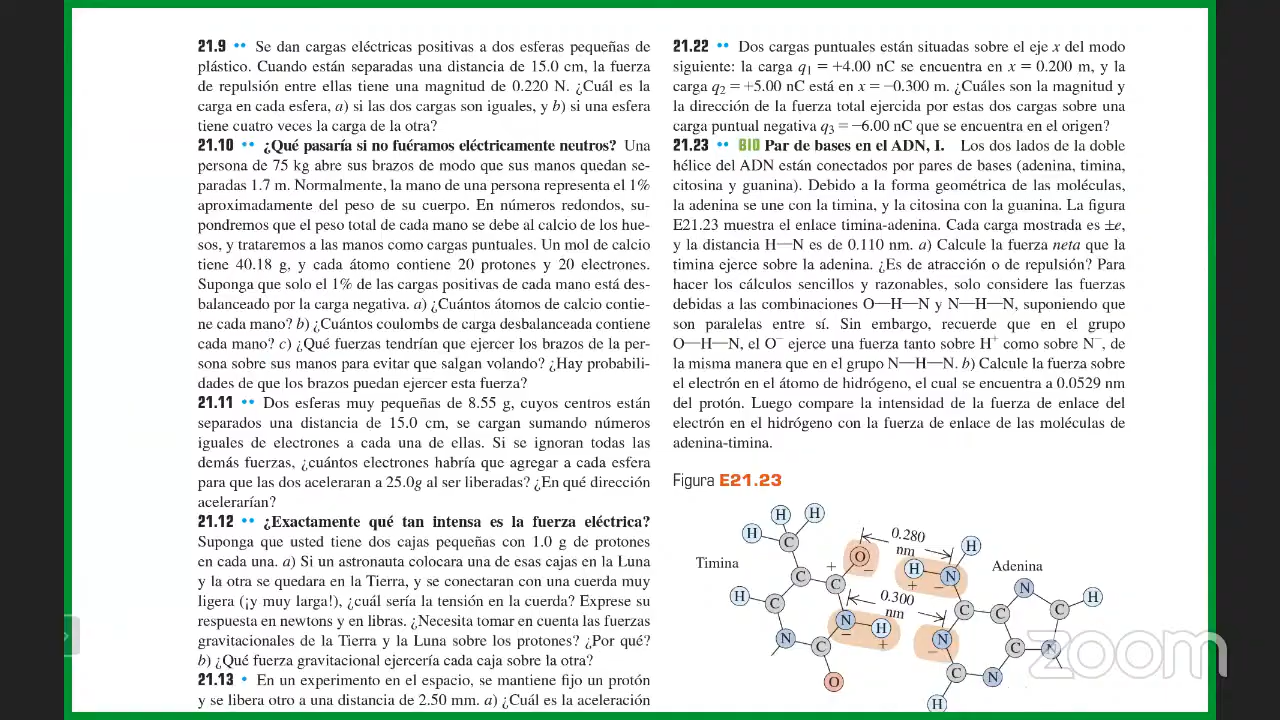 21.9 •• Se dan cargas eléctricas positivas a dos esferas pequeñas de
plástico. Cuando están separadas una distancia de 15.0 cm, la fuerza
de repulsión entre ellas tiene una magnitud de 0.220 N. ¿Cuál es la
carga en cada esfera, a) si las dos cargas son iguales, y b) si una esfera
tiene cuatro veces la carga de la otra?
21.10 •• ¿Qué pasaría si no fuéramos eléctricamente neutros? Una
persona de 75 kg abre sus brazos de modo que sus manos quedan se-
paradas 1.7 m. Normalmente, la mano de una persona representa el 1%
aproximadamente del peso de su cuerpo. En números redondos, su-
pondremos que el peso total de cada mano se debe al calcio de los hue-
sos, y trataremos a las manos como cargas puntuales. Un mol de calcio
tiene 40.18 g, y cada átomo contiene 20 protones y 20 electrones.
Suponga que solo el 1% de las cargas positivas de cada mano está des-
balanceado por la carga negativa. a) ¿Cuántos átomos de calcio contie-
ne cada mano? b) ¿Cuántos coulombs de carga desbalanceada contiene
cada mano? c) ¿Qué fuerzas tendrían que ejercer los brazos de la per-
sona sobre sus manos para evitar que salgan volando? ¿Hay probabili-
dades de que los brazos puedan ejercer esta fuerza?
21.11 •• Dos esferas muy pequeñas de 8.55 g, cuyos centros están
separados una distancia de 15.0 cm, se cargan sumando números
iguales de electrones a cada una de ellas. Si se ignoran todas las
demás fuerzas, ¿cuántos electrones habría que agregar a cada esfera
para que las dos aceleraran a 25.0g al ser liberadas? ¿En qué dirección
acelerarían?
21.12 •• ¿Exactamente qué tan intensa es la fuerza eléctrica?
Suponga que usted tiene dos cajas pequeñas con 1.0 g de protones
en cada una. a) Si un astronauta colocara una de esas cajas en la Luna
y la otra se quedara en la Tierra, y se conectaran con una cuerda muy
ligera (¡y muy larga!), ¿cuál sería la tensión en la cuerda? Exprese su
respuesta en newtons y en libras. ¿Necesita tomar en cuenta las fuerzas
gravitacionales de la Tierra y la Luna sobre los protones? ¿Por qué?
b) ¿Qué fuerza gravitacional ejercería cada caja sobre la otra?
21.13 • En un experimento en el espacio, se mantiene fijo un protón
y se libera otro a una distancia de 2.50 mm. a) ¿Cuál es la aceleración
21.22 •• Dos cargas puntuales están situadas sobre el eje x del modo
siguiente: la carga q1 = +4.00 nC se encuentra en x = 0.200 m, y la
carga q2 = +5.00 nC está en x = −0.300 m. ¿Cuáles son la magnitud y
la dirección de la fuerza total ejercida por estas dos cargas sobre una
carga puntual negativa q3 = −6.00 nC que se encuentra en el origen?
21.23 •• BIO Par de bases en el ADN, I. Los dos lados de la doble
hélice del ADN están conectados por pares de bases (adenina, timina,
citosina y guanina). Debido a la forma geométrica de las moléculas,
la adenina se une con la timina, y la citosina con la guanina. La figura
E21.23 muestra el enlace timina-adenina. Cada carga mostrada es ±e,
y la distancia H—N es de 0.110 nm. a) Calcule la fuerza neta que la
timina ejerce sobre la adenina. ¿Es de atracción o de repulsión? Para
hacer los cálculos sencillos y razonables, solo considere las fuerzas
debidas a las combinaciones O—H—N y N—H—N, suponiendo que
son paralelas entre sí. Sin embargo, recuerde que en el grupo
O—H—N, el O⁻ ejerce una fuerza tanto sobre H⁺ como sobre N⁻, de
la misma manera que en el grupo N—H—N. b) Calcule la fuerza sobre
el electrón en el átomo de hidrógeno, el cual se encuentra a 0.0529 nm
del protón. Luego compare la intensidad de la fuerza de enlace del
electrón en el hidrógeno con la fuerza de enlace de las moléculas de
adenina-timina.
Figura E21.23
H H
H C
0.280
nm
H
Timina
O
Adenina
+ −
H N
+ −
N
C C
H
0.300
nm
C H
H C
N H
− +
C C
N C N
N −
C N
O
C N
H
zoom